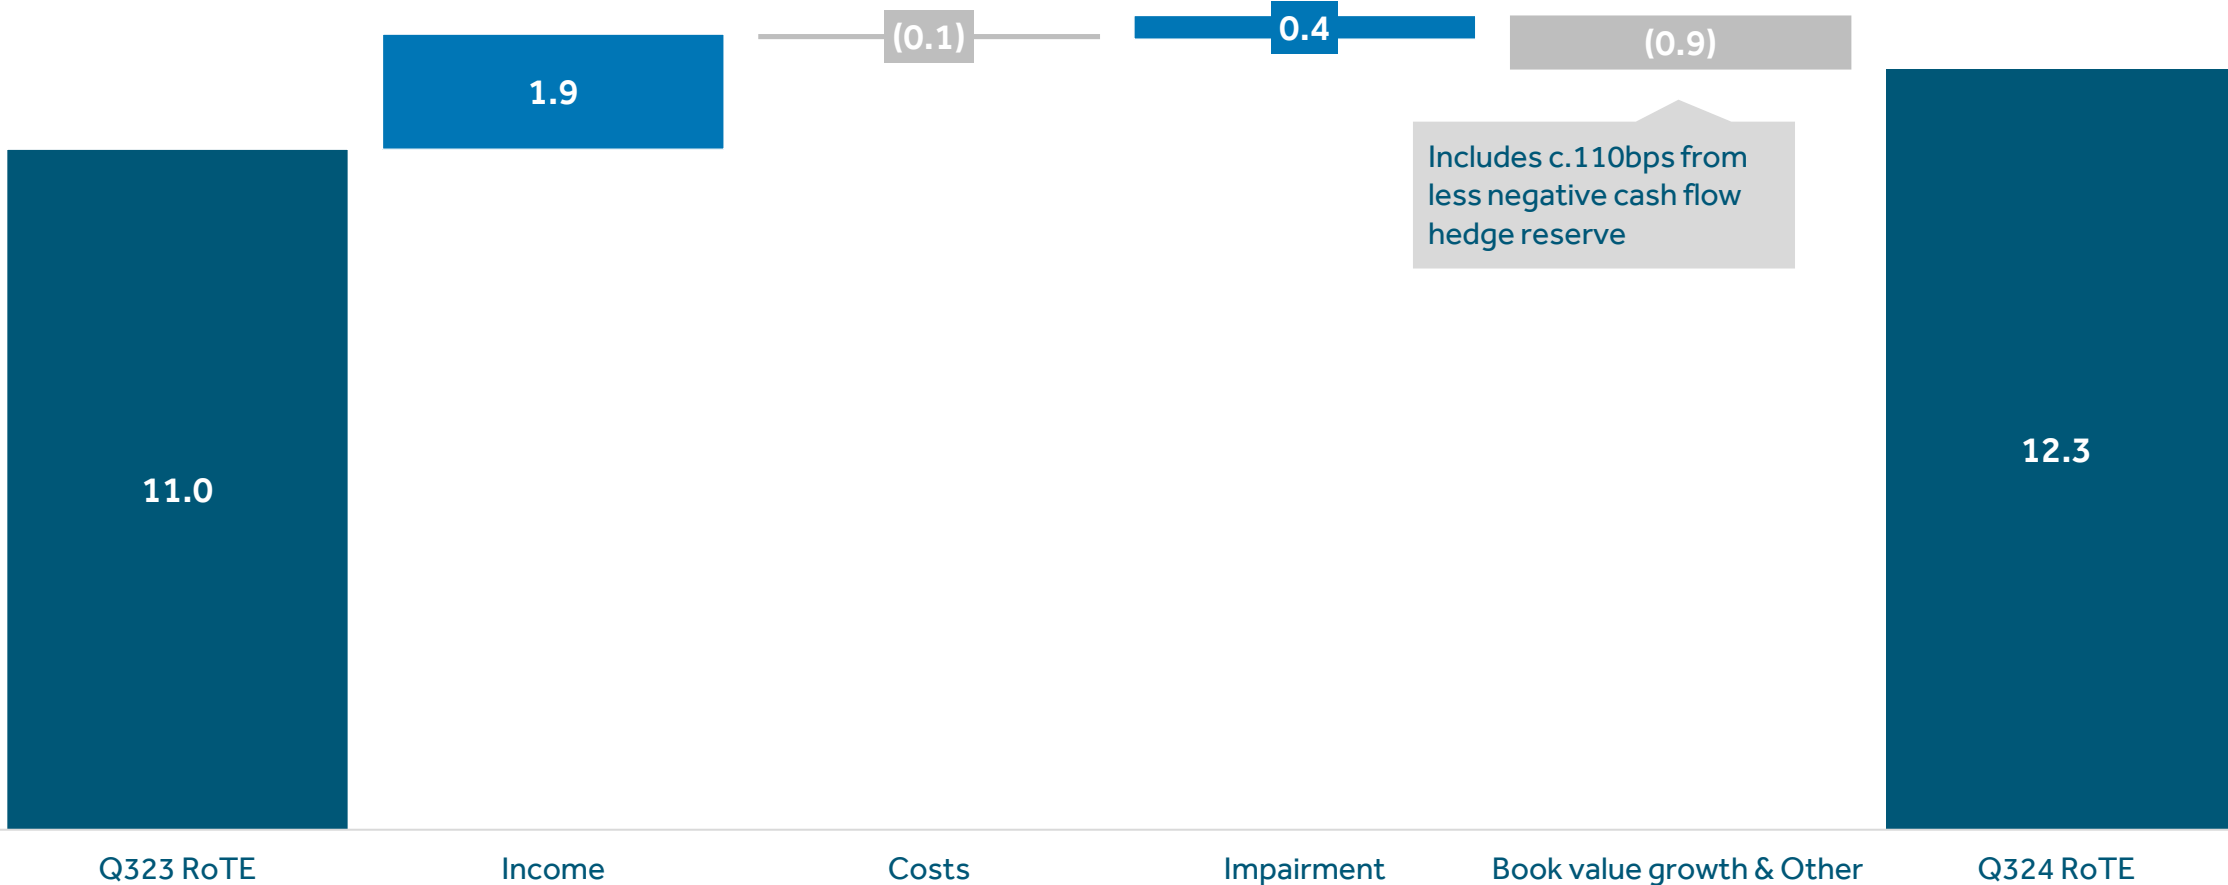 (0.1)
0.4
(0.9)
1.9
Includes c.110bps from
less negative cash flow
hedge reserve
11.0
12.3
Q323 RoTE
Income
Costs
Impairment
Book value growth & Other
Q324 RoTE